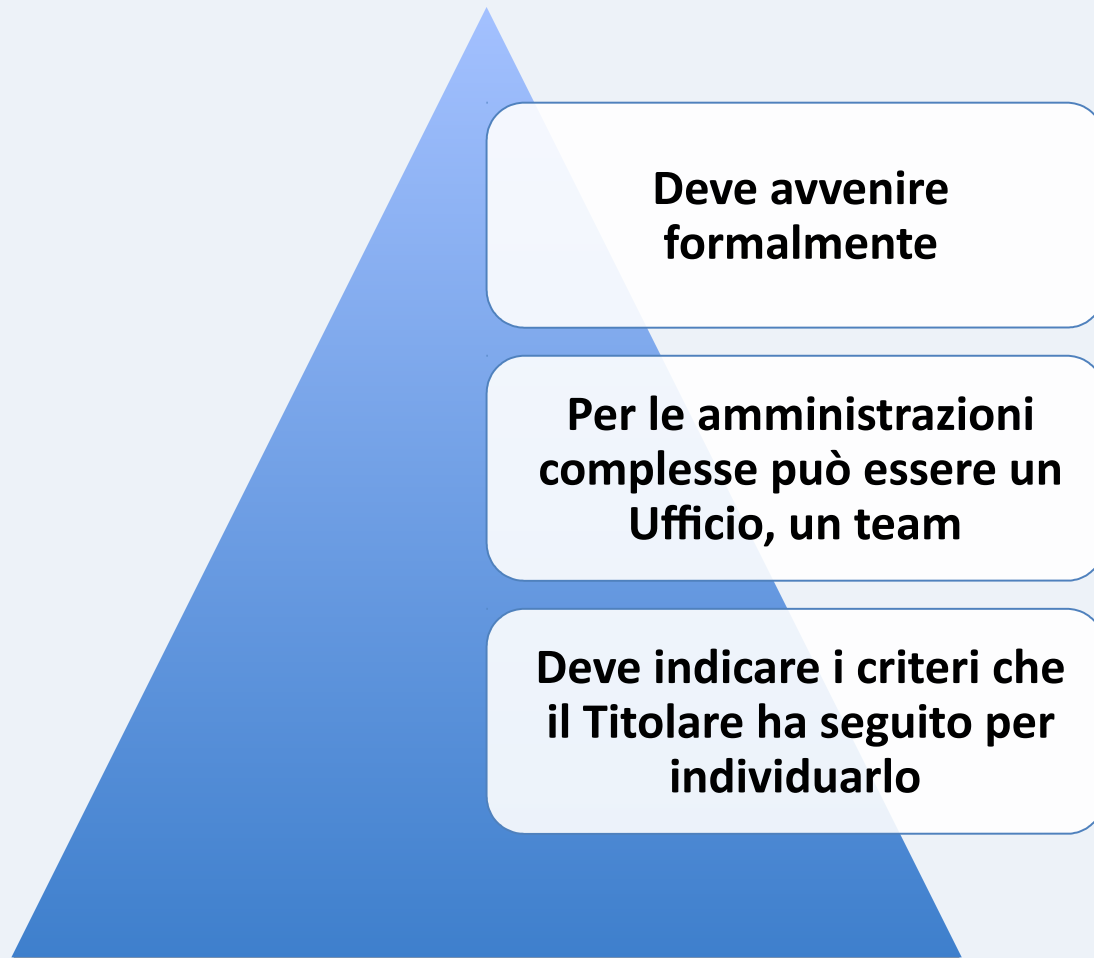 Deve avvenire
formalmente
Per le amministrazioni
complesse può essere un
Ufficio, un team
Deve indicare i criteri che
il Titolare ha seguito per
individuarlo